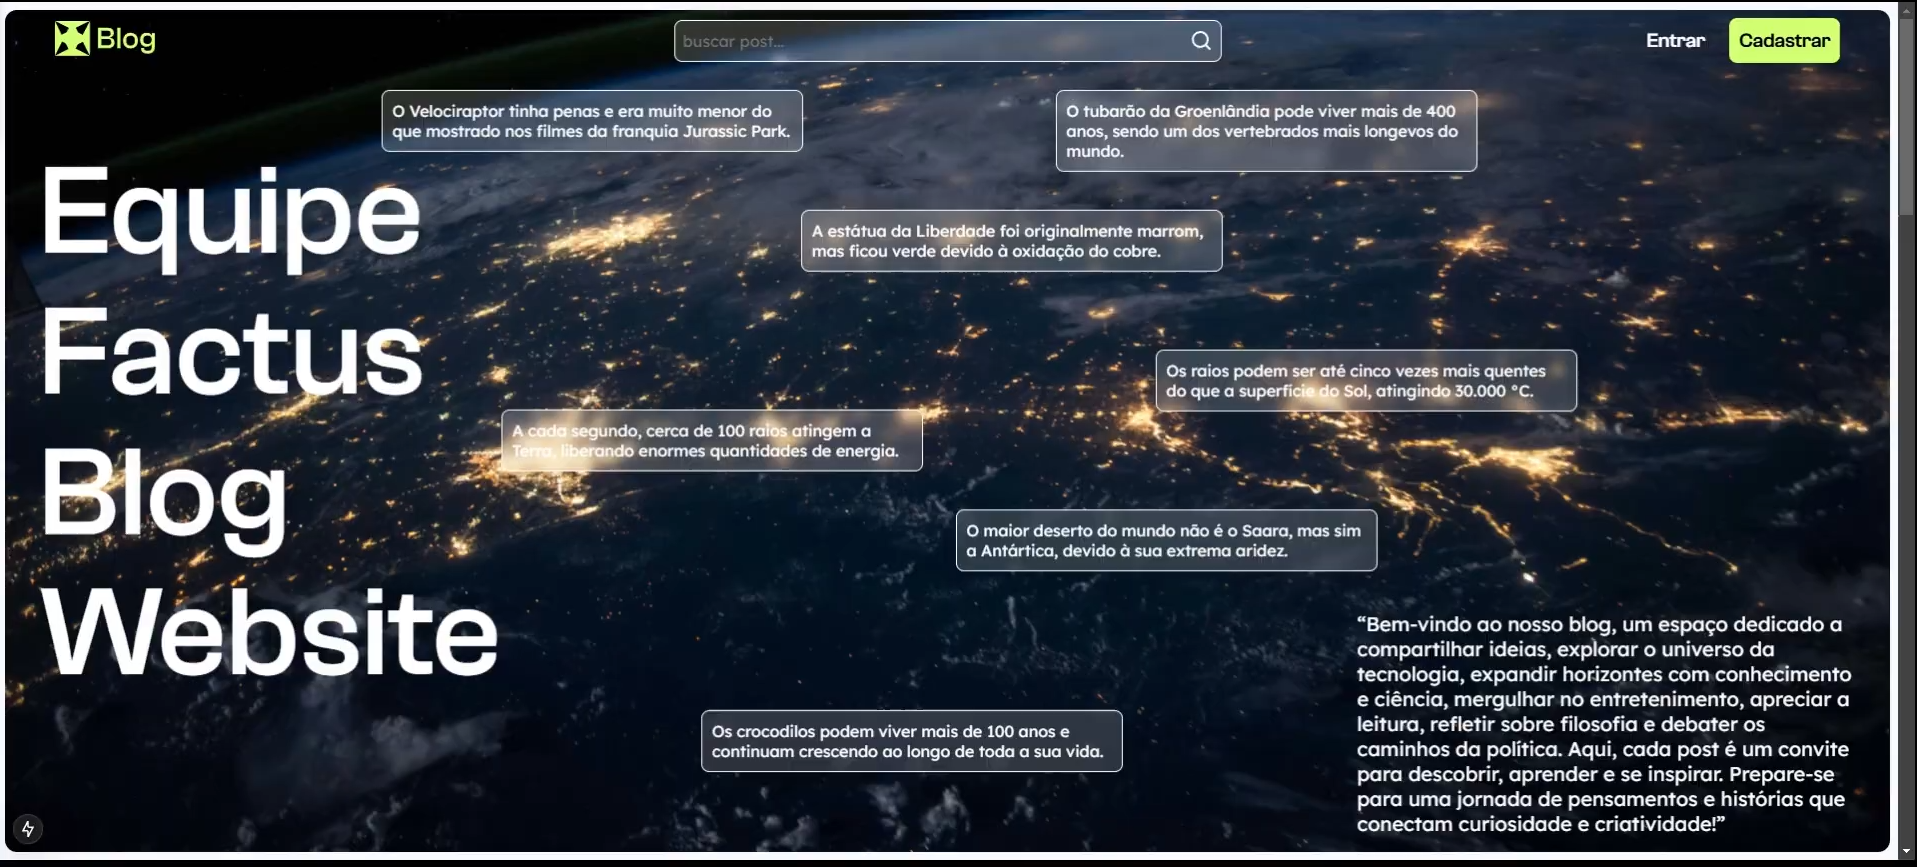 Blog
buscar post...
Entrar
Cadastrar
O Velociraptor tinha penas e era muito menor do
que mostrado nos filmes da franquia Jurassic Park.
O tubarão da Groenlândia pode viver mais de 400
anos, sendo um dos vertebrados mais longevos do
mundo.
Equipe
Factus
Blog
Website
A estátua da Liberdade foi originalmente marrom,
mas ficou verde devido à oxidação do cobre.
Os raios podem ser até cinco vezes mais quentes
do que a superfície do Sol, atingindo 30.000 °C.
A cada segundo, cerca de 100 raios atingem a
Terra, liberando enormes quantidades de energia.
O maior deserto do mundo não é o Saara, mas sim
a Antártica, devido à sua extrema aridez.
Os crocodilos podem viver mais de 100 anos e
continuam crescendo ao longo de toda a sua vida.
“Bem-vindo ao nosso blog, um espaço dedicado a
compartilhar ideias, explorar o universo da
tecnologia, expandir horizontes com conhecimento
e ciência, mergulhar no entretenimento, apreciar a
leitura, refletir sobre filosofia e debater os
caminhos da política. Aqui, cada post é um convite
para descobrir, aprender e se inspirar. Prepare-se
para uma jornada de pensamentos e histórias que
conectam curiosidade e criatividade!”